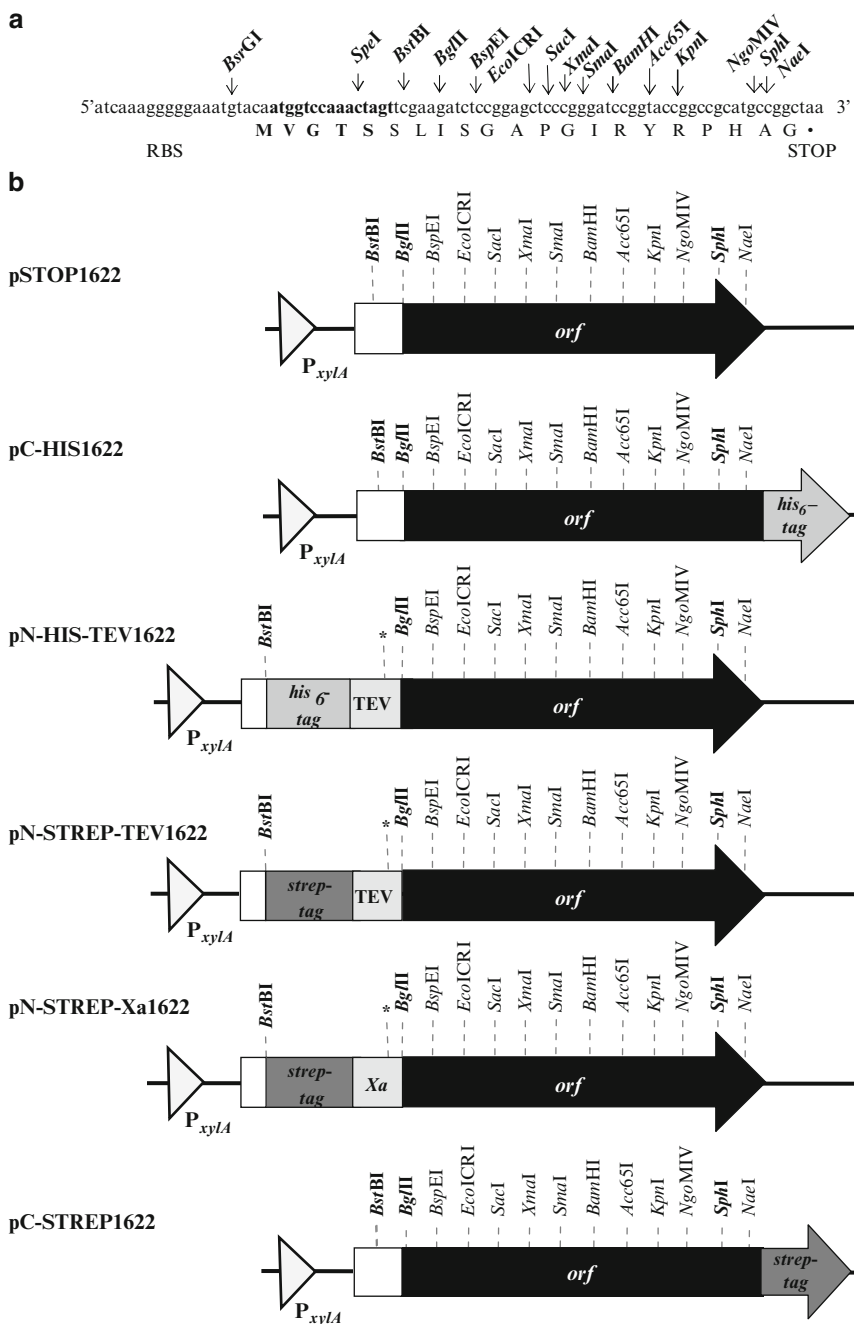 a
BsrGI SpeI BstBI BglII BspEI EcoICRI SacI XmaI SmaI BamHI Acc65I KpnI NgoMIV SphI NaeI
5'atcaaagggggaaatgtacaatggtccaaactagttcgaagatctccggagctcccgggatccggtaccggccgcatgccggctaa 3'
M V G T S S L I S G A P G I R Y R P H A G •
RBS STOP
b
BstBI BglII BspEI EcoICRI SacI XmaI SmaI BamHI Acc65I KpnI NgoMIV SphI NaeI
pSTOP1622
orf
PxylA
BstBI BglII BspEI EcoICRI SacI XmaI SmaI BamHI Acc65I KpnI NgoMIV SphI NaeI
pC-HIS1622
orf his6–tag
PxylA
BstBI * BglII BspEI EcoICRI SacI XmaI SmaI BamHI Acc65I KpnI NgoMIV SphI NaeI
pN-HIS-TEV1622
his 6-tag TEV orf
PxylA
BstBI * BglII BspEI EcoICRI SacI XmaI SmaI BamHI Acc65I KpnI NgoMIV SphI NaeI
pN-STREP-TEV1622
strep-tag TEV orf
PxylA
BstBI * BglII BspEI EcoICRI SacI XmaI SmaI BamHI Acc65I KpnI NgoMIV SphI NaeI
pN-STREP-Xa1622
strep-tag Xa orf
PxylA
BstBI BglII BspEI EcoICRI SacI XmaI SmaI BamHI Acc65I KpnI NgoMIV SphI NaeI
pC-STREP1622
orf strep-tag
PxylA